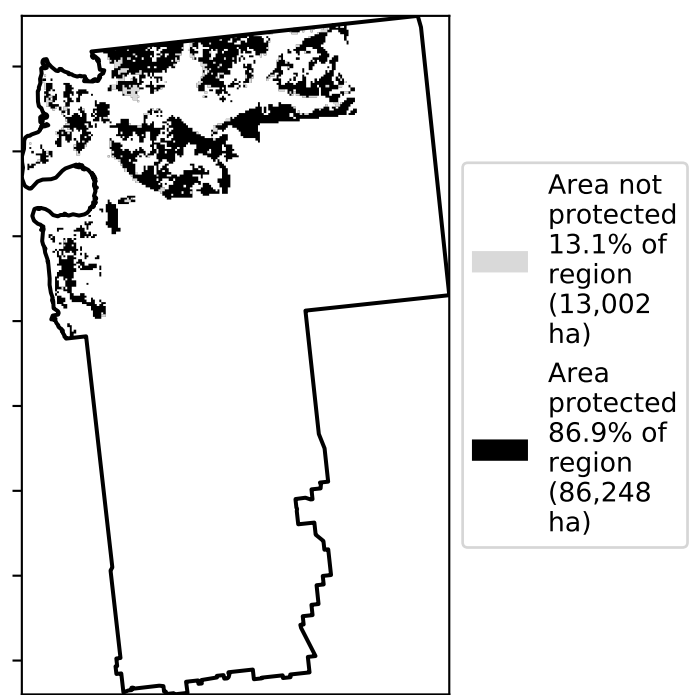 Area not
protected
13.1% of
region
(13,002
ha)
Area
protected
86.9% of
region
(86,248
ha)